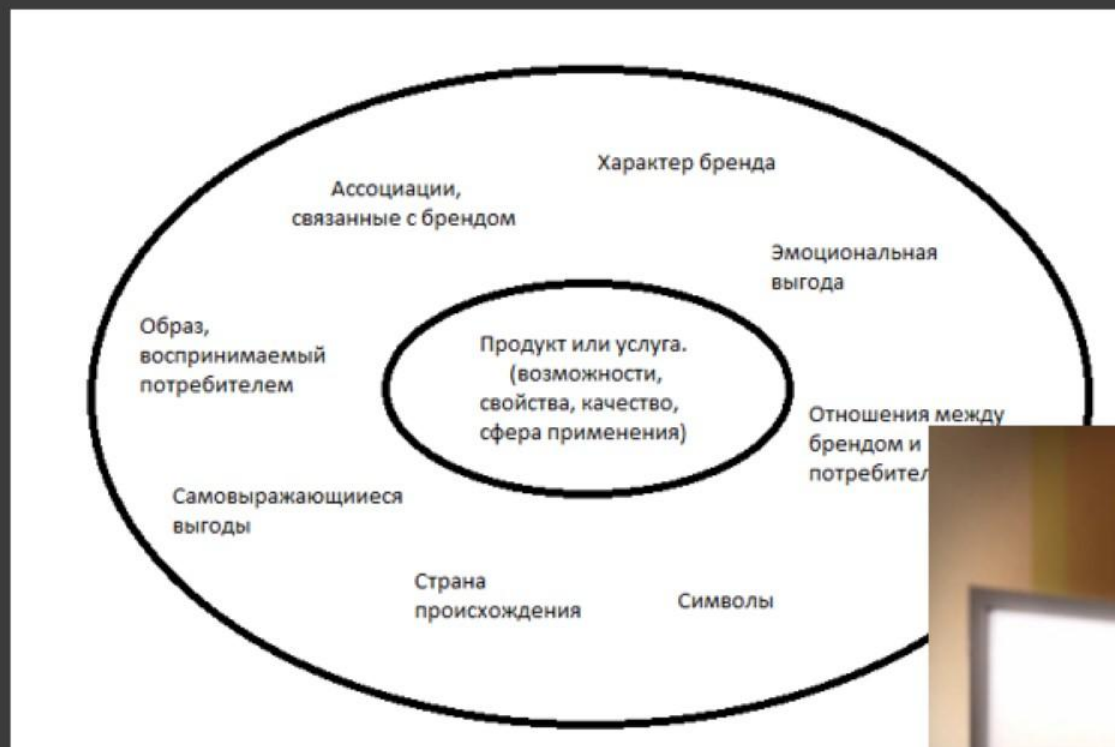 Характер бренда
Ассоциации,
связанные с брендом
Эмоциональная
выгода
Образ,
воспринимаемый
потребителем
Продукт или услуга.
(возможности,
свойства, качество,
сфера применения)
Отношения между
брендом и
Самовыражающииеся
выгоды
Страна
происхождения
Символы